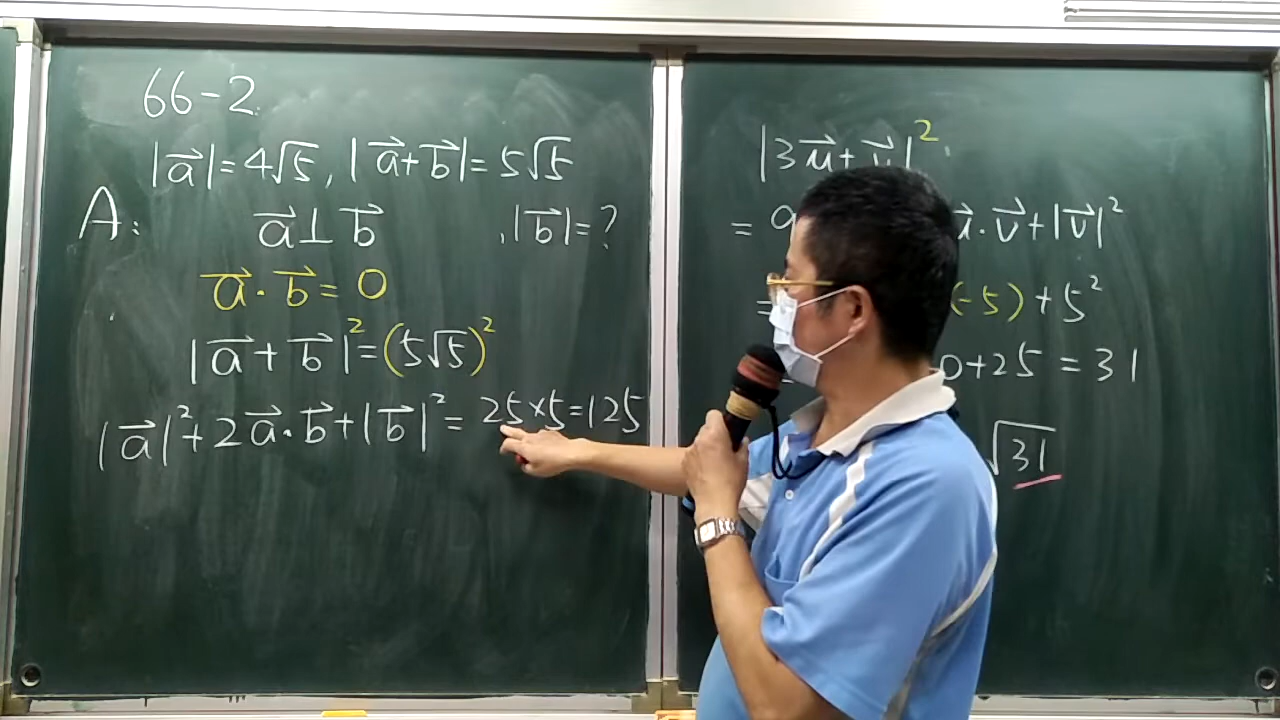 66-2.
|a⃗|=4√5, |a⃗+b⃗|=5√5
A: a⃗⊥b⃗ ,|b⃗|=?
a⃗·b⃗=0
|a⃗+b⃗|²=(5√5)²
|a⃗|²+2a⃗·b⃗+|b⃗|²=25×5=125
|3u⃗+v⃗|²
=9 u⃗·v⃗+|v⃗|²
= (-5)+5²
= 0+25=31
√31